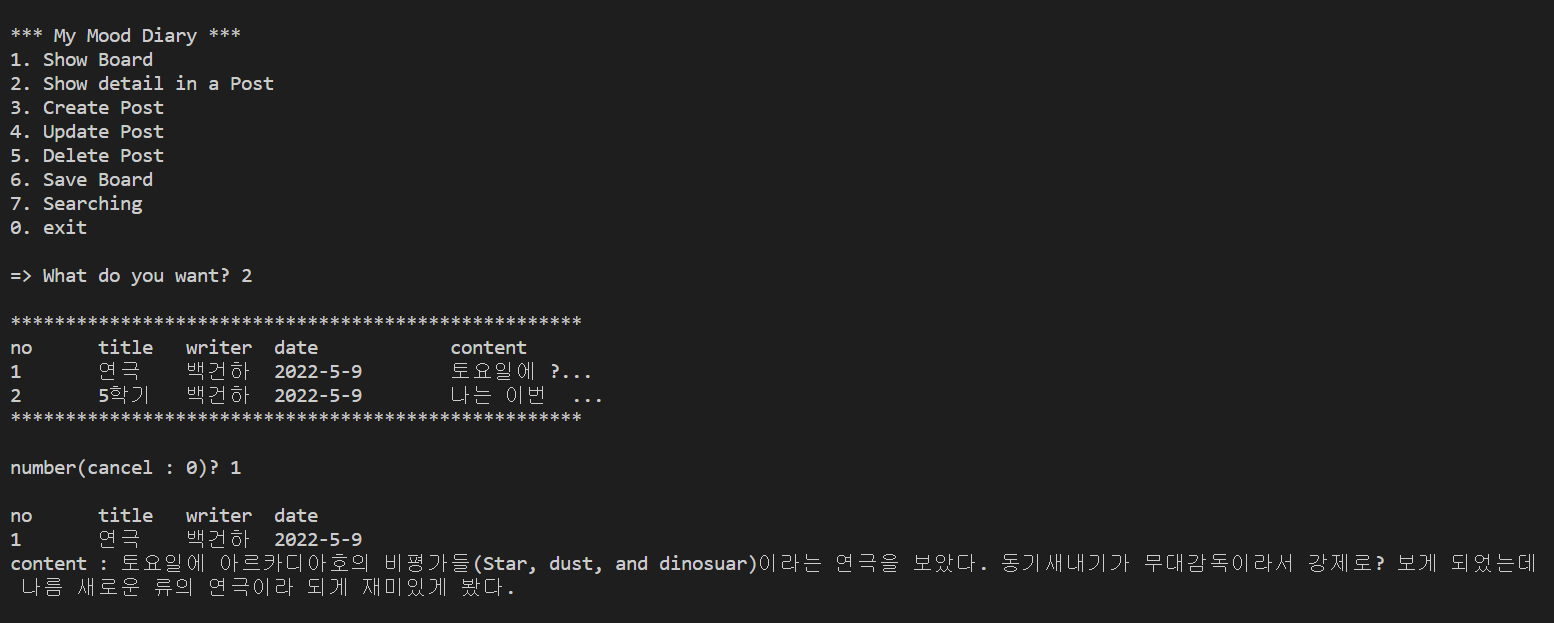 *** My Mood Diary ***
1. Show Board
2. Show detail in a Post
3. Create Post
4. Update Post
5. Delete Post
6. Save Board
7. Searching
0. exit
=> What do you want? 2
****************************************************
no title writer date content
1 연극 백건하 2022-5-9 토요일에 ?...
2 5학기 백건하 2022-5-9 나는 이번 ...
****************************************************
number(cancel : 0)? 1
no title writer date
1 연극 백건하 2022-5-9
content : 토요일에 아르카디아호의 비평가들(Star, dust, and dinosuar)이라는 연극을 보았다. 동기새내기가 무대감독이라서 강제로? 보게 되었는데
나름 새로운 류의 연극이라 되게 재미있게 봤다.